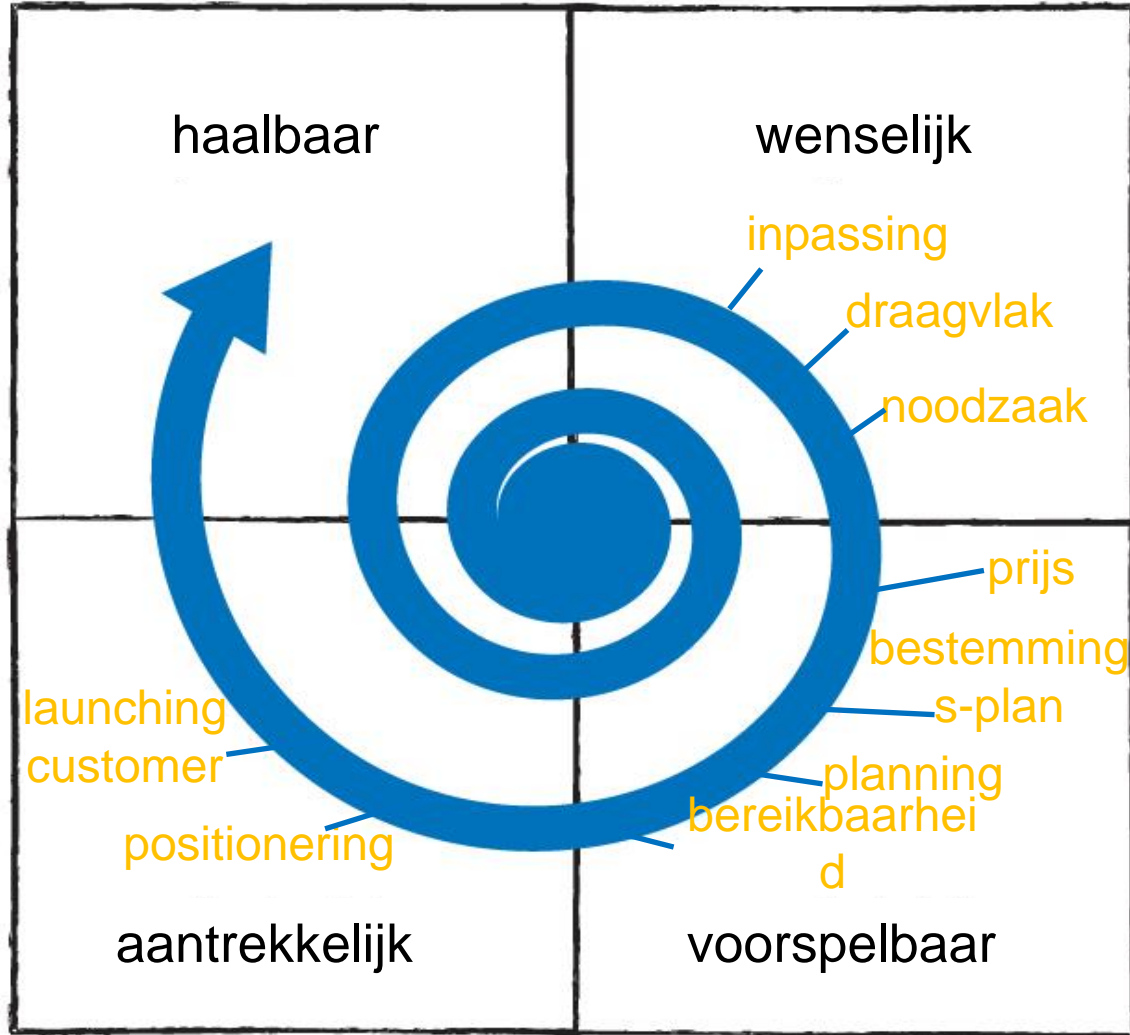 haalbaar
wenselijk
inpassing
draagvlak
noodzaak
prijs
bestemming
s-plan
planning
bereikbaarhei
d
launching
customer
positionering
aantrekkelijk
voorspelbaar